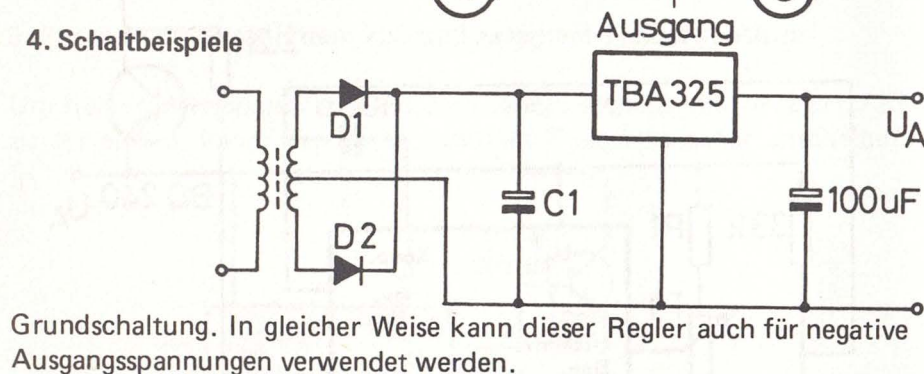 Ausgang
4. Schaltbeispiele
TBA325
D1
U_A
C1
100uF
D2
Grundschaltung. In gleicher Weise kann dieser Regler auch für negative
Ausgangsspannungen verwendet werden.